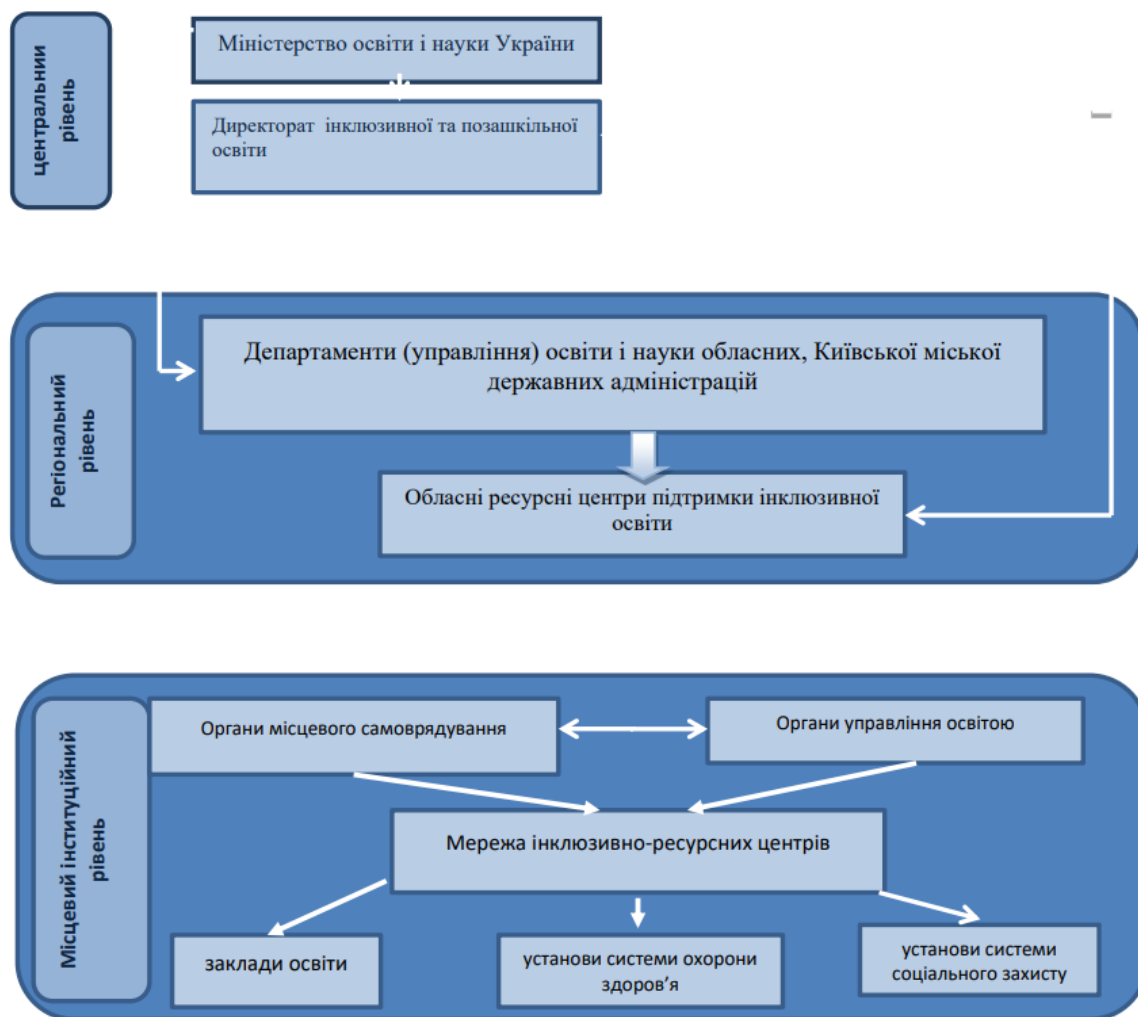 центральний
рівень
Міністерство освіти і науки України
Директорат інклюзивної та позашкільної
освіти
Регіональний
рівень
Департаменти (управління) освіти і науки обласних, Київської міської
державних адміністрацій
Обласні ресурсні центри підтримки інклюзивної
освіти
Місцевий інституційний
рівень
Органи місцевого самоврядування
Органи управління освітою
Мережа інклюзивно-ресурсних центрів
заклади освіти
установи системи охорони
здоров’я
установи системи
соціального захисту